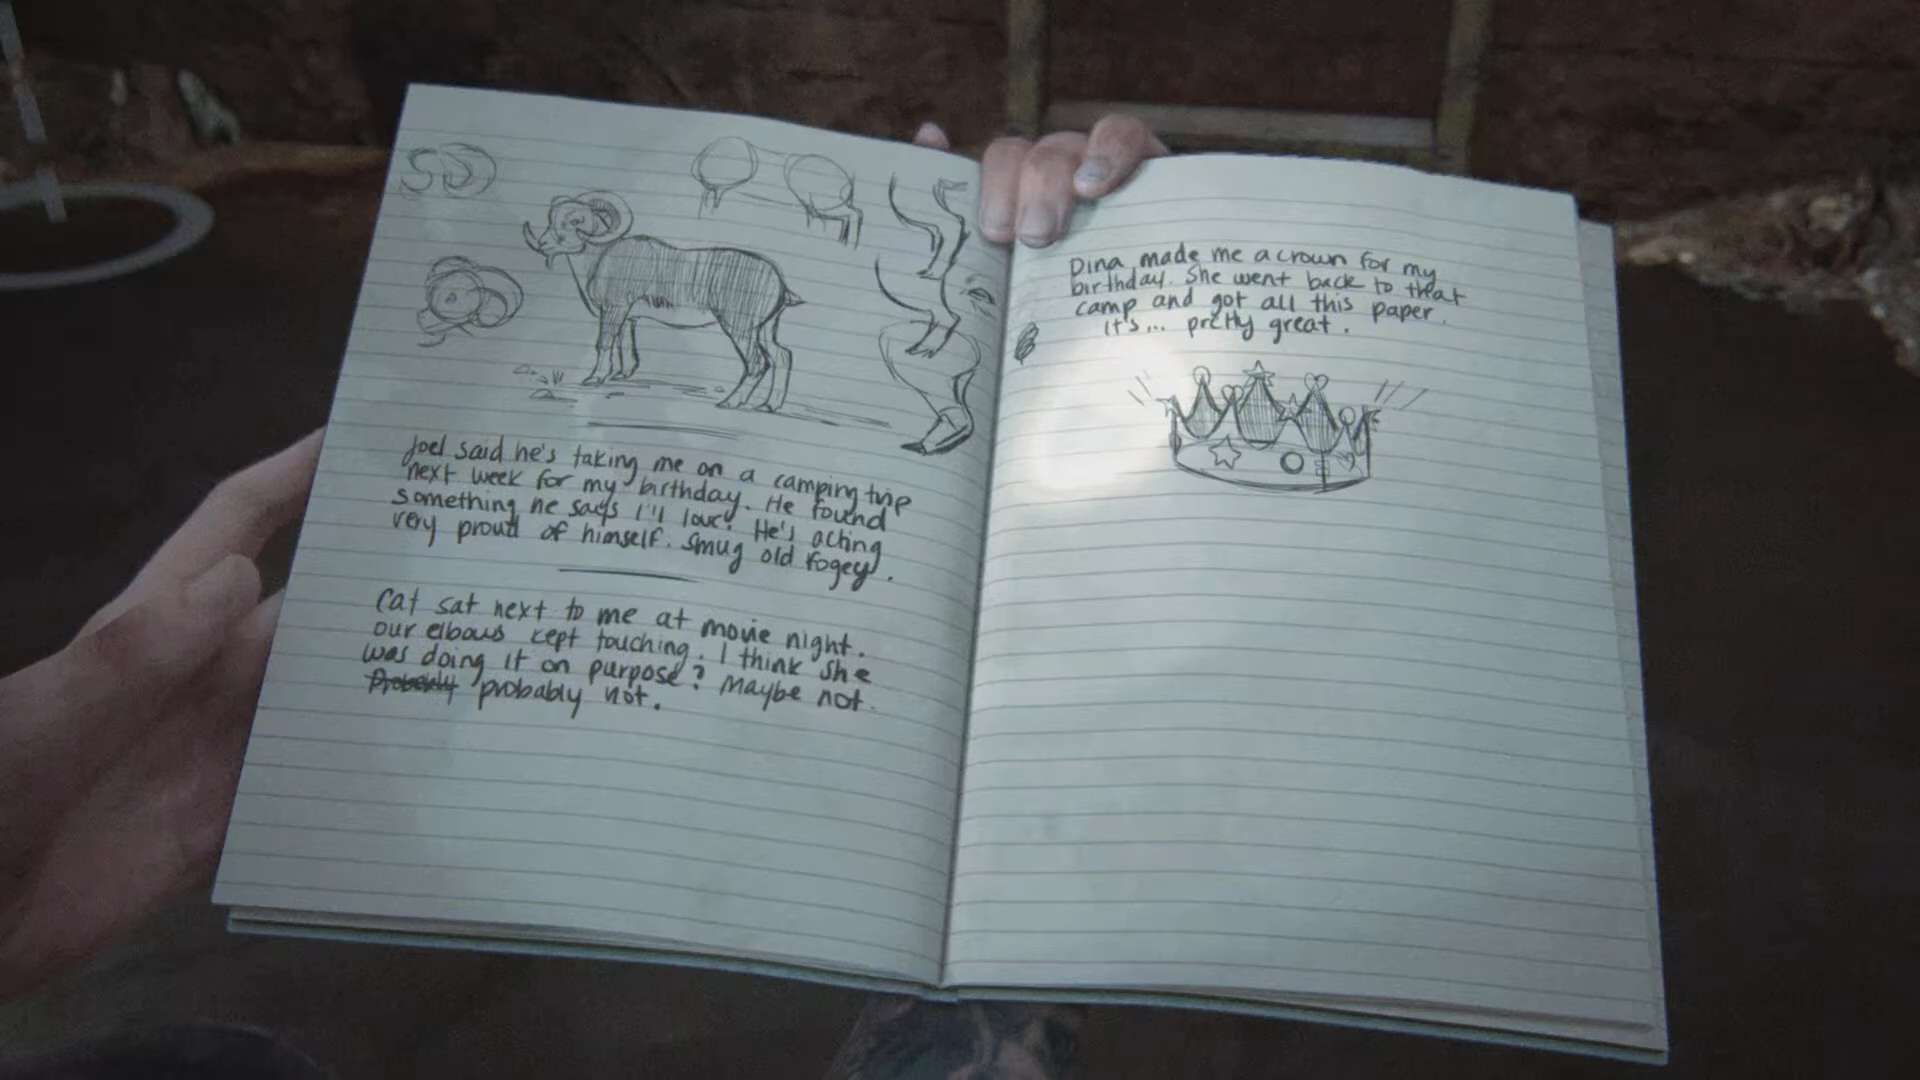 Joel said he's taking me on a camping trip
next week for my birthday. He found
something he says I'll love. He's acting
very proud of himself. Smug old fogey.
Cat sat next to me at movie night.
our elbows kept touching. I think she
was doing it on purpose? Maybe not.
Probably probably not.
Dina made me a crown for my
birthday. She went back to that
camp and got all this paper.
it's... pretty great.